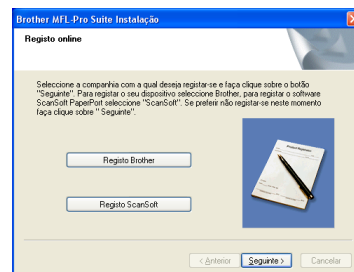 Brother MFL-Pro Suite Instalação
Registo online
Seleccione a companhia com a qual deseja registar-se e faça clique sobre o botão
"Seguinte". Para registar o seu dispositivo seleccione Brother, para registar o software
ScanSoft PaperPort seleccione "ScanSoft". Se preferir não registar-se neste momento
faça clique sobre " Seguinte".
Registo Brother
Registo ScanSoft
< Anterior
Seguinte >
Cancelar